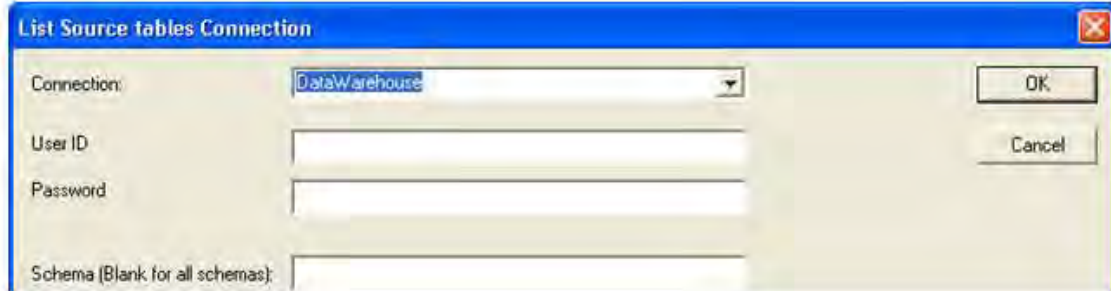 List Source tables Connection
Connection: DataWarehouse OK
User ID Cancel
Password
Schema (Blank for all schemas):